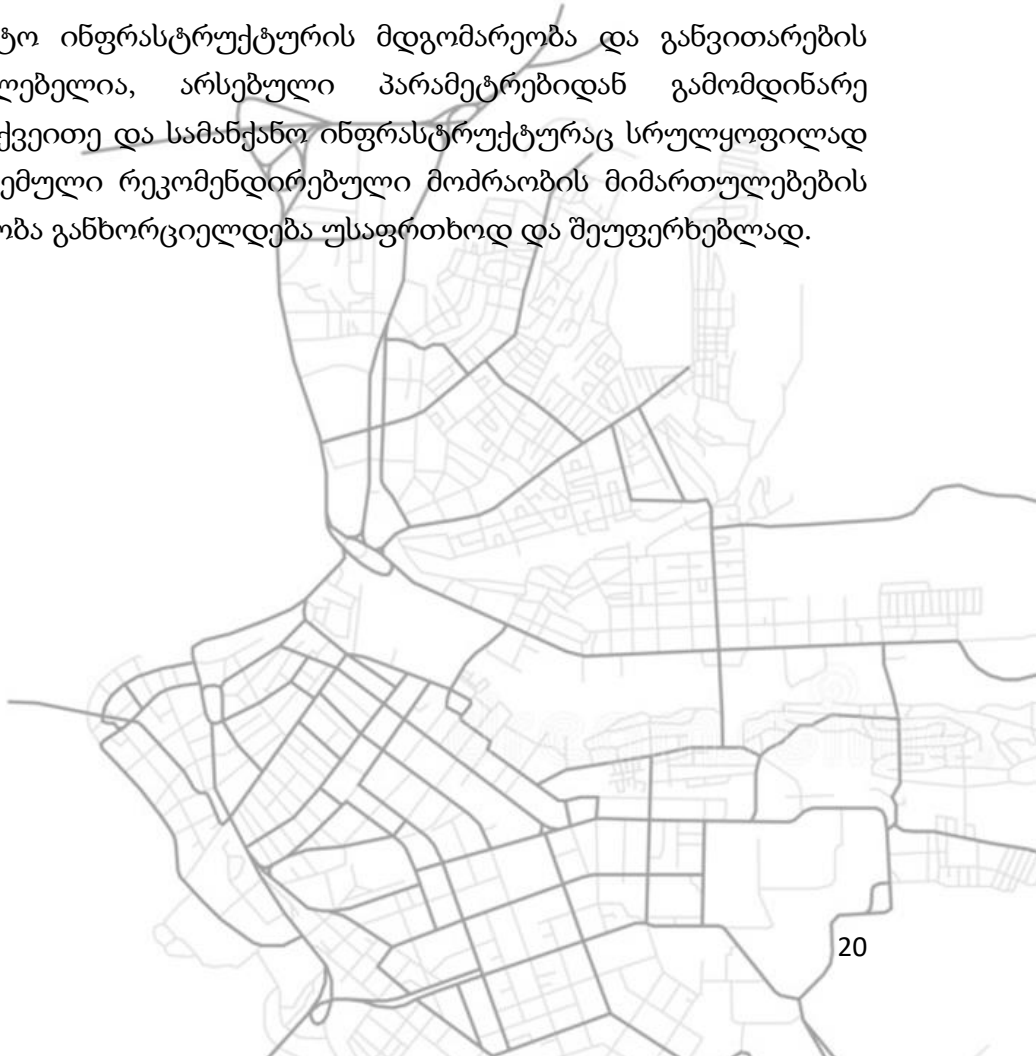 ტო ინფრასტრუქტურის მდგომარეობა და განვითარების
ლებელია, არსებული პარამეტრებიდან გამომდინარე
ქვეითე და სამანქანო ინფრასტრუქტურაც სრულყოფილად
ემული რეკომენდირებული მოძრაობის მიმართულებების
ობა განხორციელდება უსაფრთხოდ და შეუფერხებლად.
20